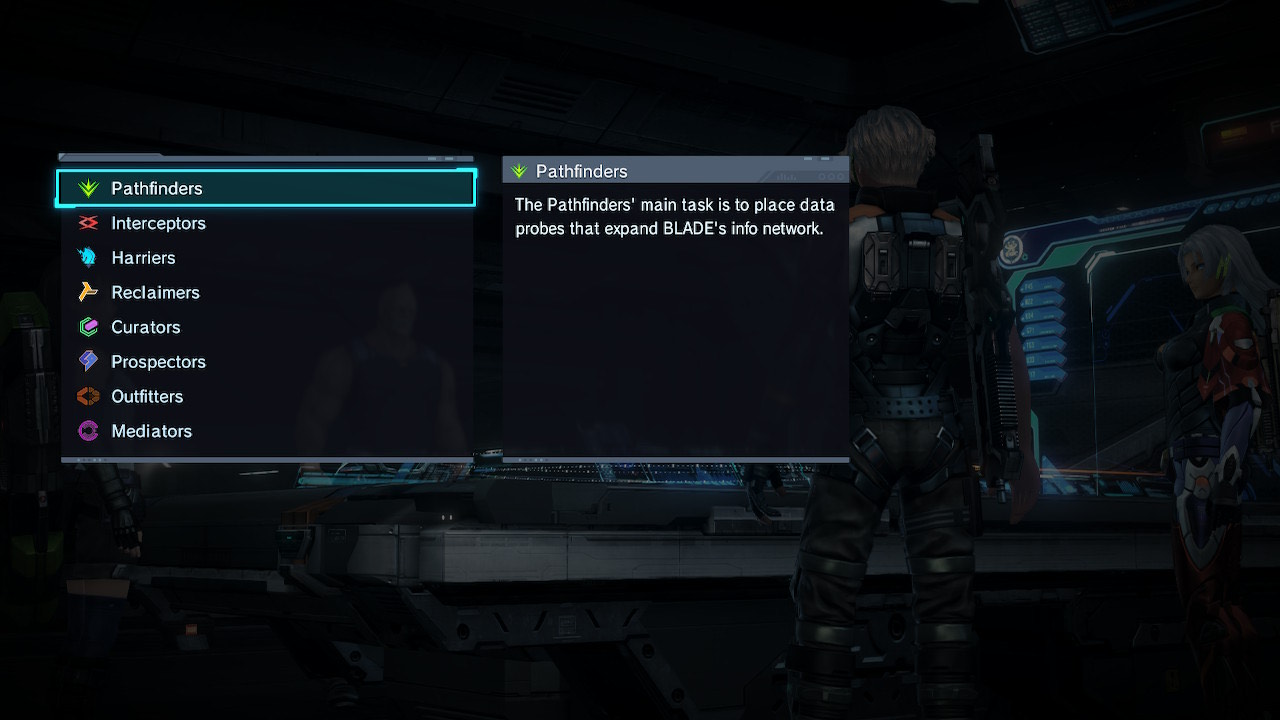 Pathfinders
Interceptors
Harriers
Reclaimers
Curators
Prospectors
Outfitters
Mediators
Pathfinders
The Pathfinders' main task is to place data
probes that expand BLADE's info network.